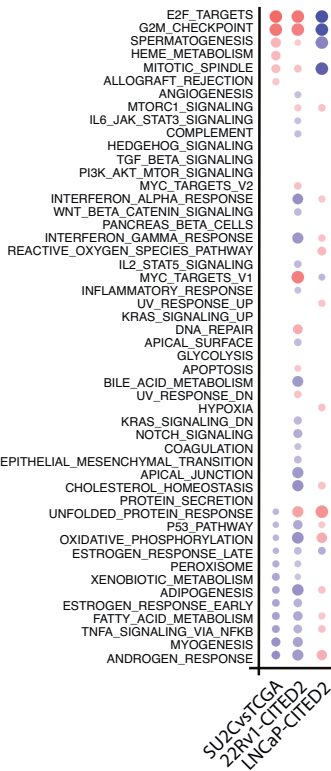 E2F_TARGETS
G2M_CHECKPOINT
SPERMATOGENESIS
HEME_METABOLISM
MITOTIC_SPINDLE
ALLOGRAFT_REJECTION
ANGIOGENESIS
MTORC1_SIGNALING
IL6_JAK_STAT3_SIGNALING
COMPLEMENT
HEDGEHOG_SIGNALING
TGF_BETA_SIGNALING
PI3K_AKT_MTOR_SIGNALING
MYC_TARGETS_V2
INTERFERON_ALPHA_RESPONSE
WNT_BETA_CATENIN_SIGNALING
PANCREAS_BETA_CELLS
INTERFERON_GAMMA_RESPONSE
REACTIVE_OXYGEN_SPECIES_PATHWAY
IL2_STAT5_SIGNALING
MYC_TARGETS_V1
INFLAMMATORY_RESPONSE
UV_RESPONSE_UP
KRAS_SIGNALING_UP
DNA_REPAIR
APICAL_SURFACE
GLYCOLYSIS
APOPTOSIS
BILE_ACID_METABOLISM
UV_RESPONSE_DN
HYPOXIA
KRAS_SIGNALING_DN
NOTCH_SIGNALING
COAGULATION
EPITHELIAL_MESENCHYMAL_TRANSITION
APICAL_JUNCTION
CHOLESTEROL_HOMEOSTASIS
PROTEIN_SECRETION
UNFOLDED_PROTEIN_RESPONSE
P53_PATHWAY
OXIDATIVE_PHOSPHORYLATION
ESTROGEN_RESPONSE_LATE
PEROXISOME
XENOBIOTIC_METABOLISM
ADIPOGENESIS
ESTROGEN_RESPONSE_EARLY
FATTY_ACID_METABOLISM
TNFA_SIGNALING_VIA_NFKB
MYOGENESIS
ANDROGEN_RESPONSE
SU2CvsTCGA
22Rv1-CITED2
LNCaP-CITED2